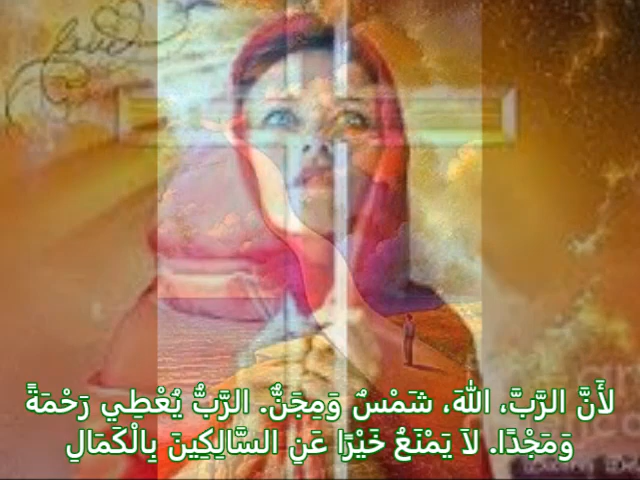 لأَنَّ الرَّبَّ، اللهَ، شَمْسٌ وَمِجَنٌّ. الرَّبُّ يُعْطِي رَحْمَةً
وَمَجْدًا. لاَ يَمْنَعُ خَيْرًا عَنِ السَّالِكِينَ بِالْكَمَالِ